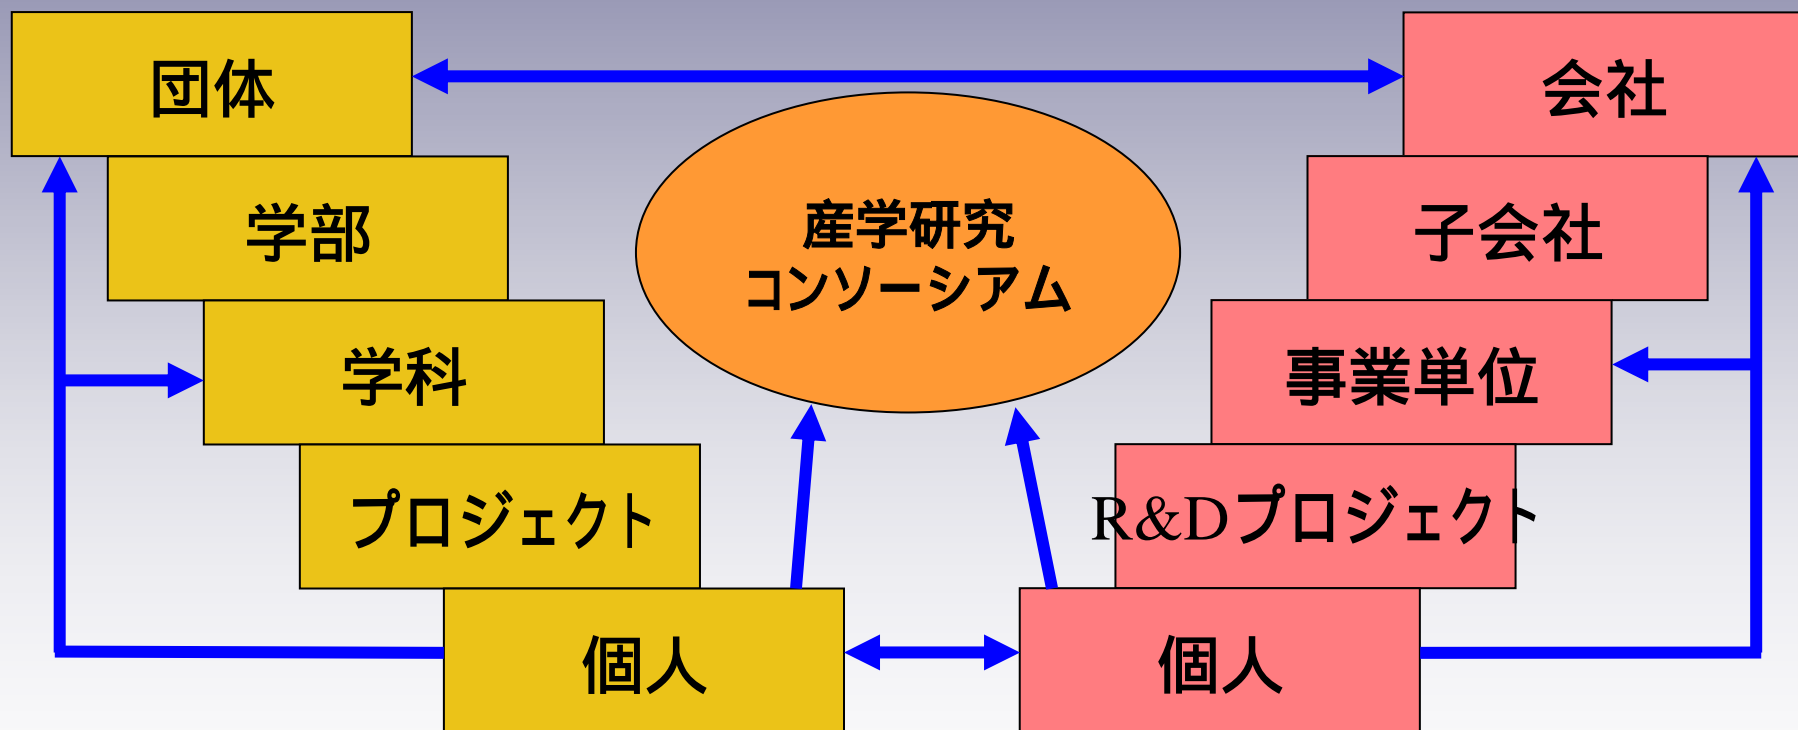 団体
会社
学部
子会社
産学研究
コンソーシアム
学科
事業単位
プロジェクト
R&Dプロジェクト
個人
個人